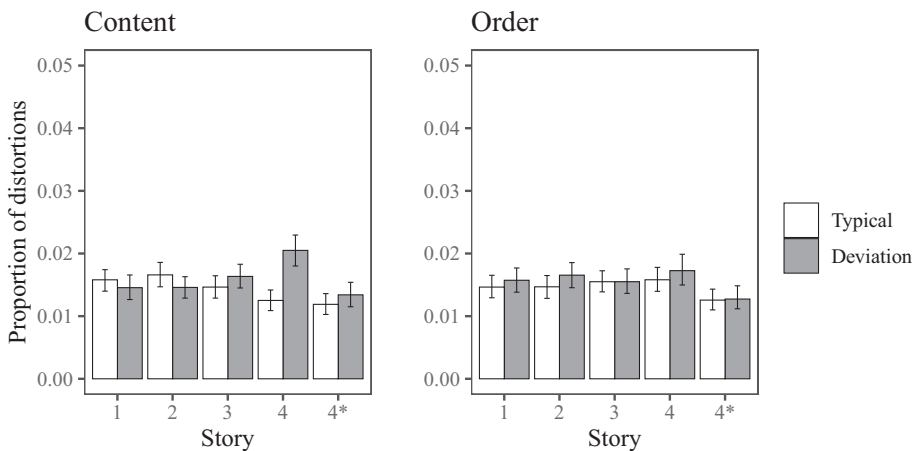 Content
Order
Proportion of distortions
0.05
0.04
0.03
0.02
0.01
0.00
1 2 3 4 4*
Story
0.05
0.04
0.03
0.02
0.01
0.00
1 2 3 4 4*
Story
Typical
Deviation